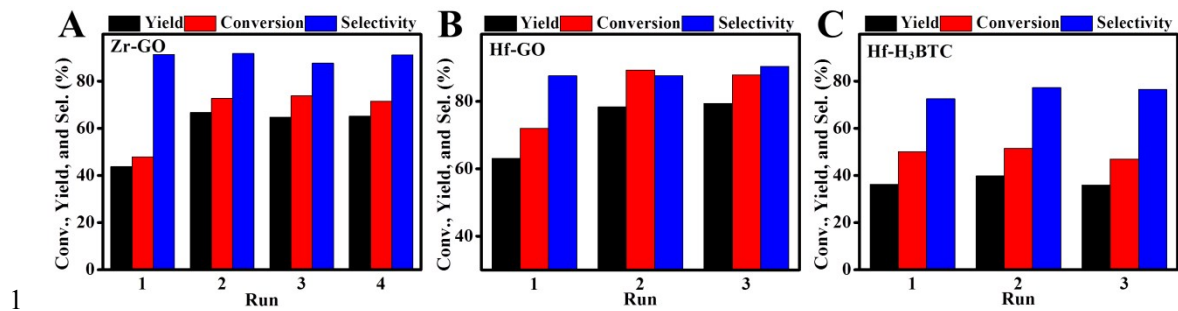 A
Yield Conversion Selectivity
Zr-GO
Conv., Yield, and Sel. (%)
80
60
40
20
0
1 2 3 4
Run
B
Yield Conversion Selectivity
Hf-GO
Conv., Yield, and Sel. (%)
80
60
40
1 2 3
Run
C
Yield Conversion Selectivity
Hf-H₃BTC
Conv., Yield, and Sel. (%)
80
60
40
20
0
1 2 3
Run
1